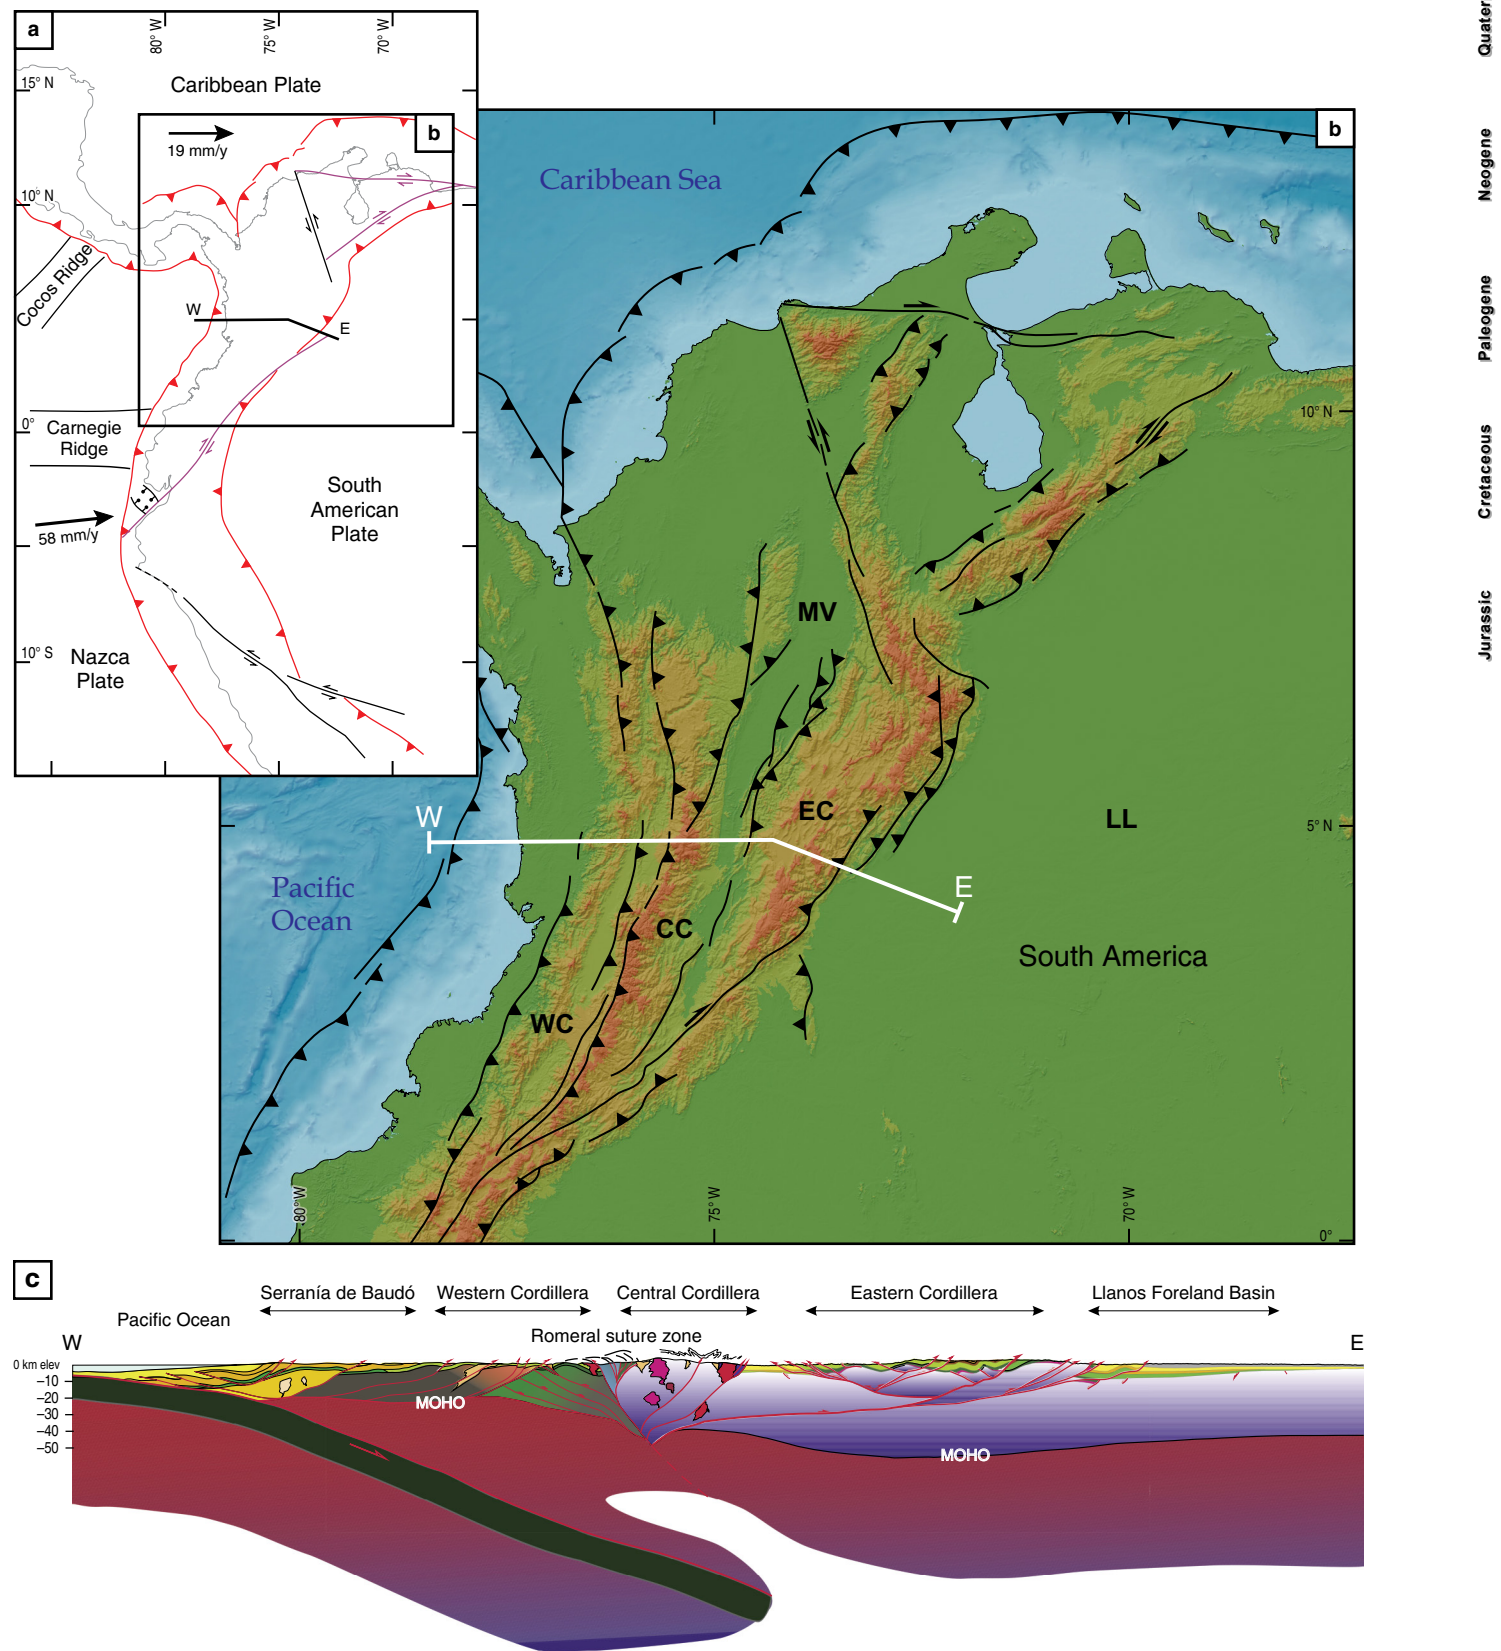 a
80° W
75° W
70° W
15° N
Caribbean Plate
b
19 mm/y
10° N
Cocos Ridge
W
E
0°
Carnegie
Ridge
South
American
Plate
58 mm/y
10° S
Nazca
Plate
b
Caribbean Sea
10° N
MV
EC
LL
5° N
W
Pacific
Ocean
E
CC
South America
WC
80° W
75° W
70° W
0°
Quater
Neogene
Paleogene
Cretaceous
Jurassic
c
Serranía de Baudó
Western Cordillera
Central Cordillera
Eastern Cordillera
Llanos Foreland Basin
Pacific Ocean
Romeral suture zone
W
E
0 km elev
–10
–20
–30
–40
–50
MOHO
MOHO